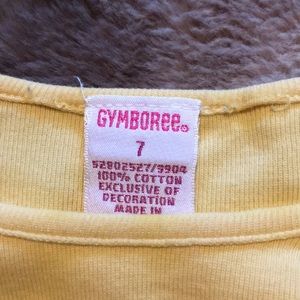 GYMBOREE®
7
52802527/9904
100% COTTON
EXCLUSIVE OF
DECORATION
MADE IN